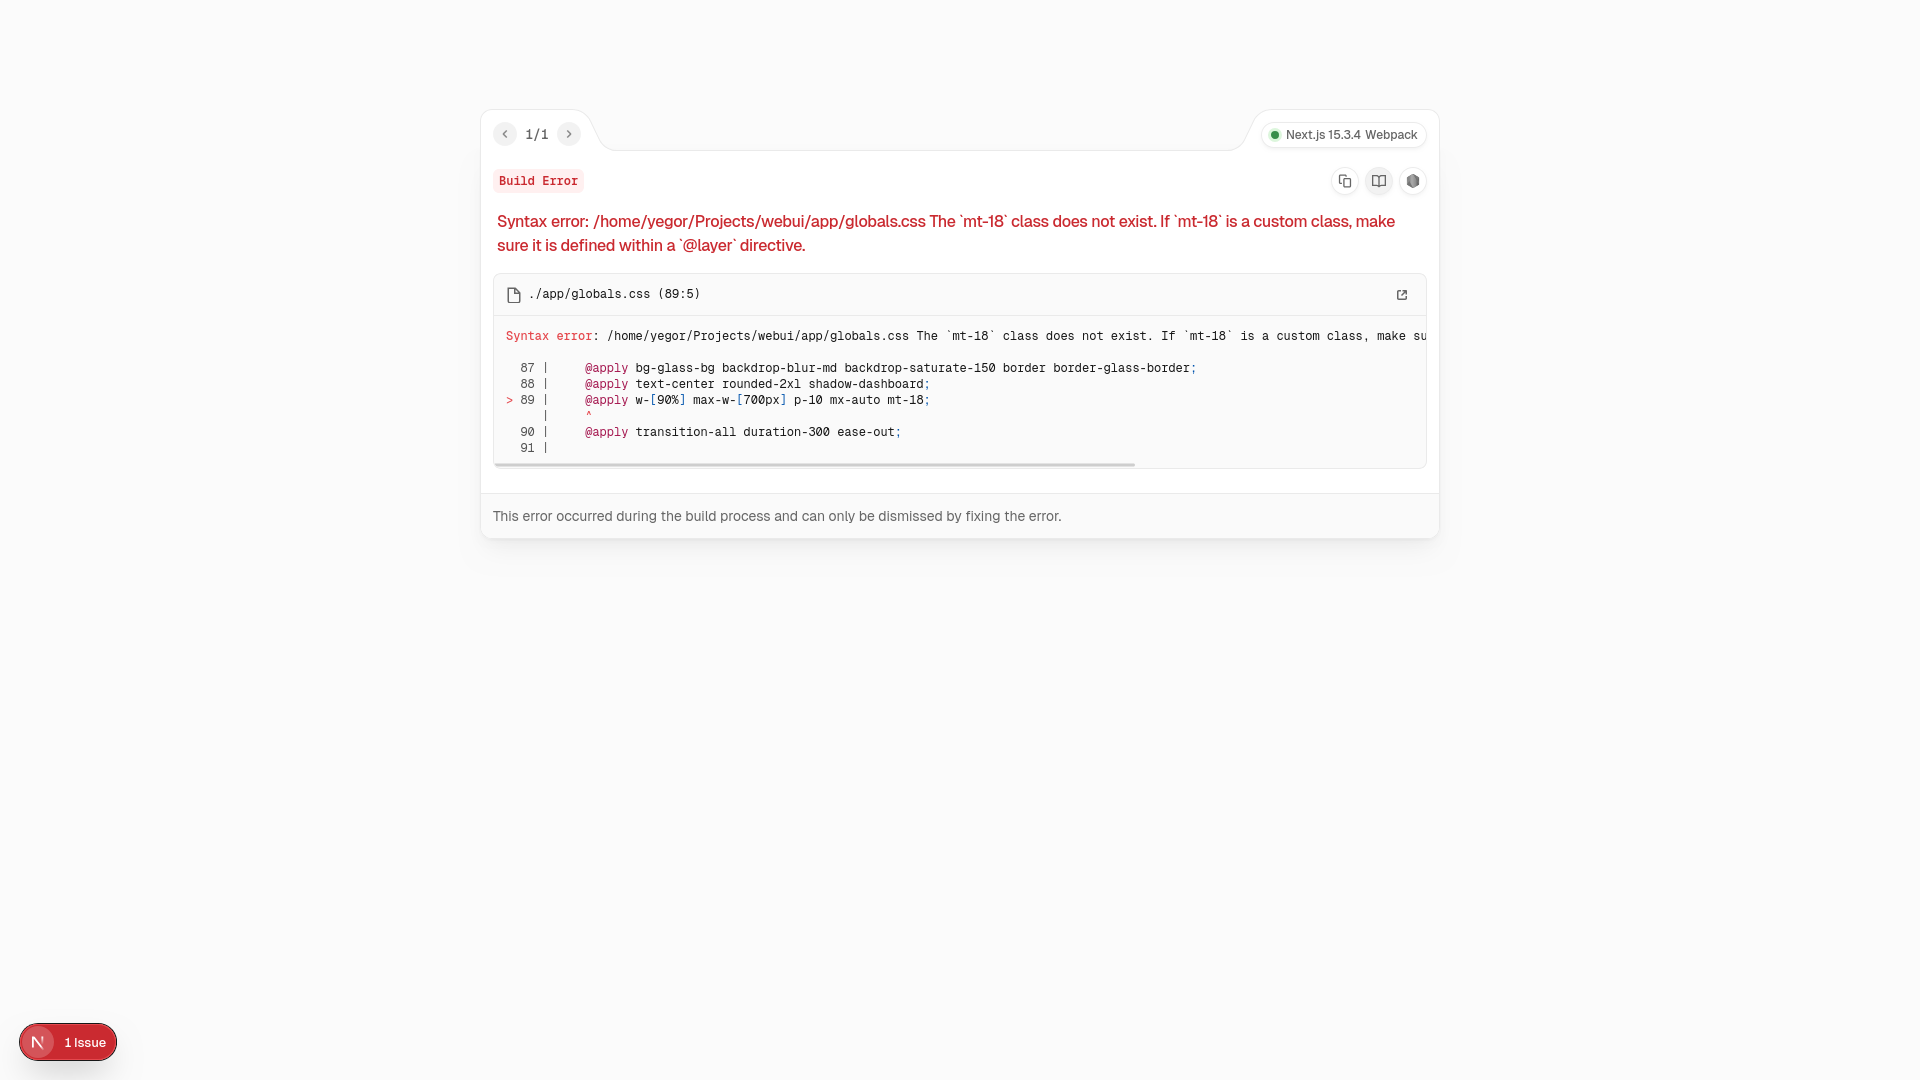 1/1
Next.js 15.3.4 Webpack
Build Error
Syntax error: /home/yegor/Projects/webui/app/globals.css The `mt-18` class does not exist. If `mt-18` is a custom class, make
sure it is defined within a `@layer` directive.
./app/globals.css (89:5)
Syntax error: /home/yegor/Projects/webui/app/globals.css The `mt-18` class does not exist. If `mt-18` is a custom class, make su
87 |     @apply bg-glass-bg backdrop-blur-md backdrop-saturate-150 border border-glass-border;
88 |     @apply text-center rounded-2xl shadow-dashboard;
> 89 |     @apply w-[90%] max-w-[700px] p-10 mx-auto mt-18;
|     ^
90 |     @apply transition-all duration-300 ease-out;
91 |
This error occurred during the build process and can only be dismissed by fixing the error.
N 1 Issue